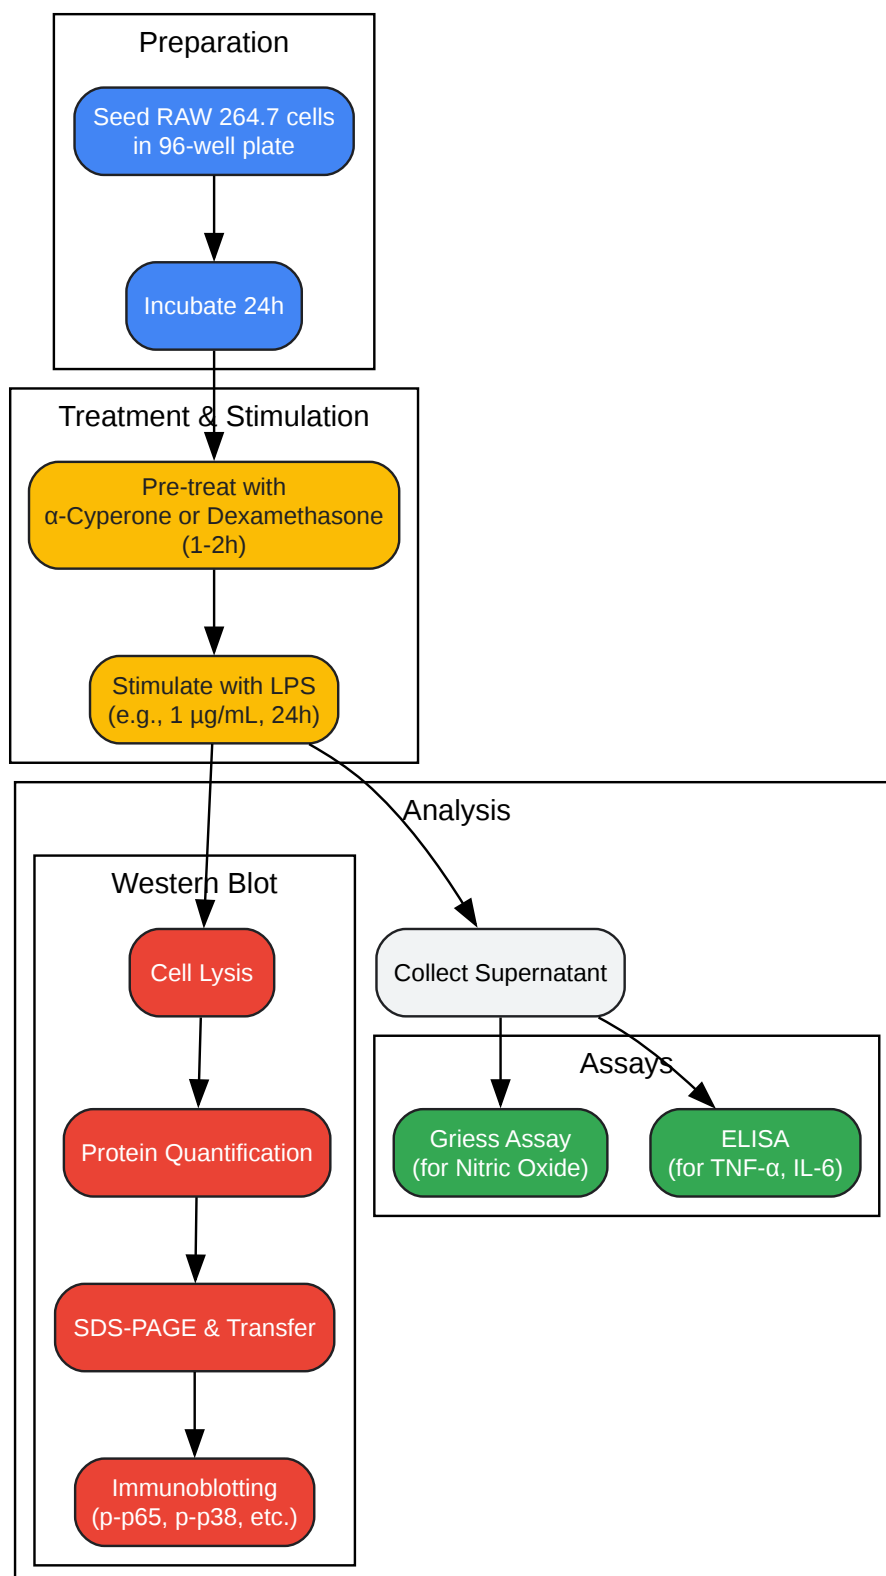 Preparation
Seed RAW 264.7 cells
in 96-well plate
Incubate 24h
Treatment & Stimulation
Pre-treat with
α-Cyperone or Dexamethasone
(1-2h)
Stimulate with LPS
(e.g., 1 µg/mL, 24h)
Analysis
Western Blot
Cell Lysis
Collect Supernatant
Assays
Protein Quantification
Griess Assay
(for Nitric Oxide)
ELISA
(for TNF-α, IL-6)
SDS-PAGE & Transfer
Immunoblotting
(p-p65, p-p38, etc.)